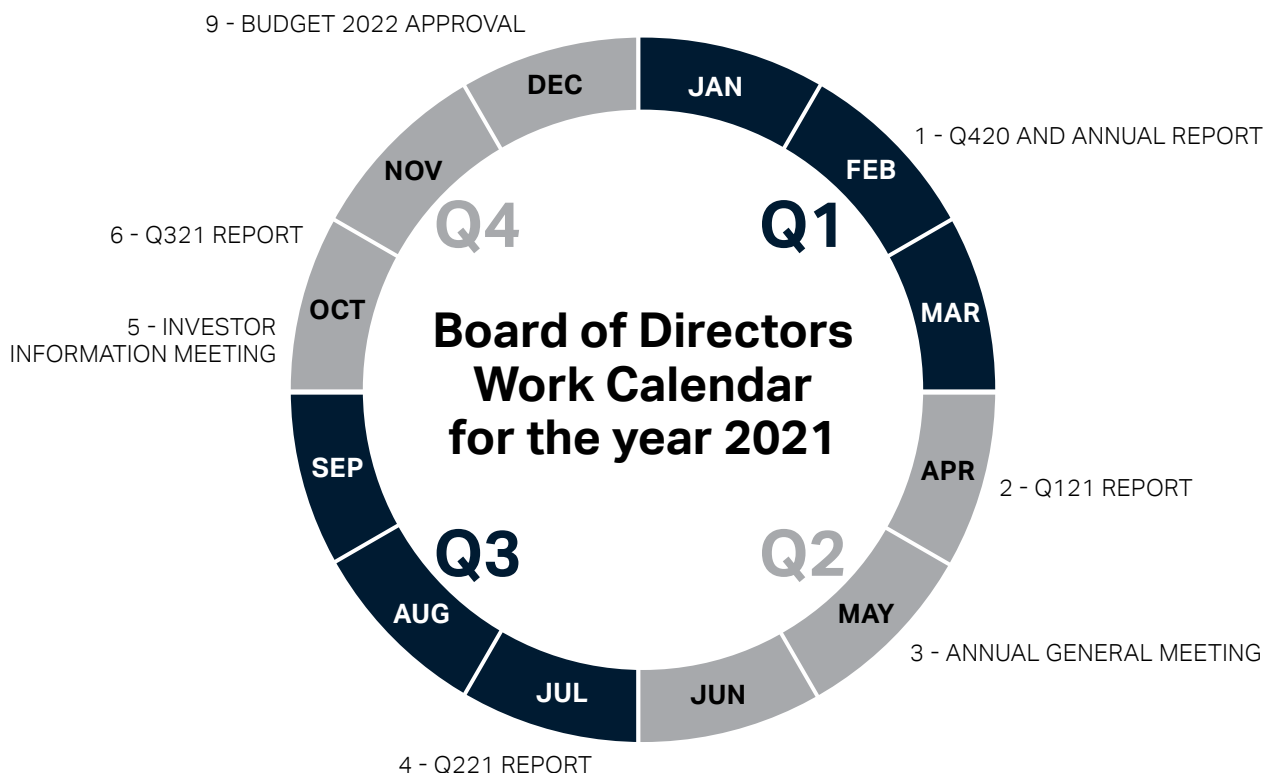 9 - BUDGET 2022 APPROVAL
DEC
JAN
1 - Q420 AND ANNUAL REPORT
NOV
FEB
Q4
Q1
6 - Q321 REPORT
OCT
MAR
5 - INVESTOR
INFORMATION MEETING
Board of Directors
Work Calendar
for the year 2021
SEP
APR
2 - Q121 REPORT
Q3
Q2
AUG
MAY
3 - ANNUAL GENERAL MEETING
JUL
JUN
4 - Q221 REPORT